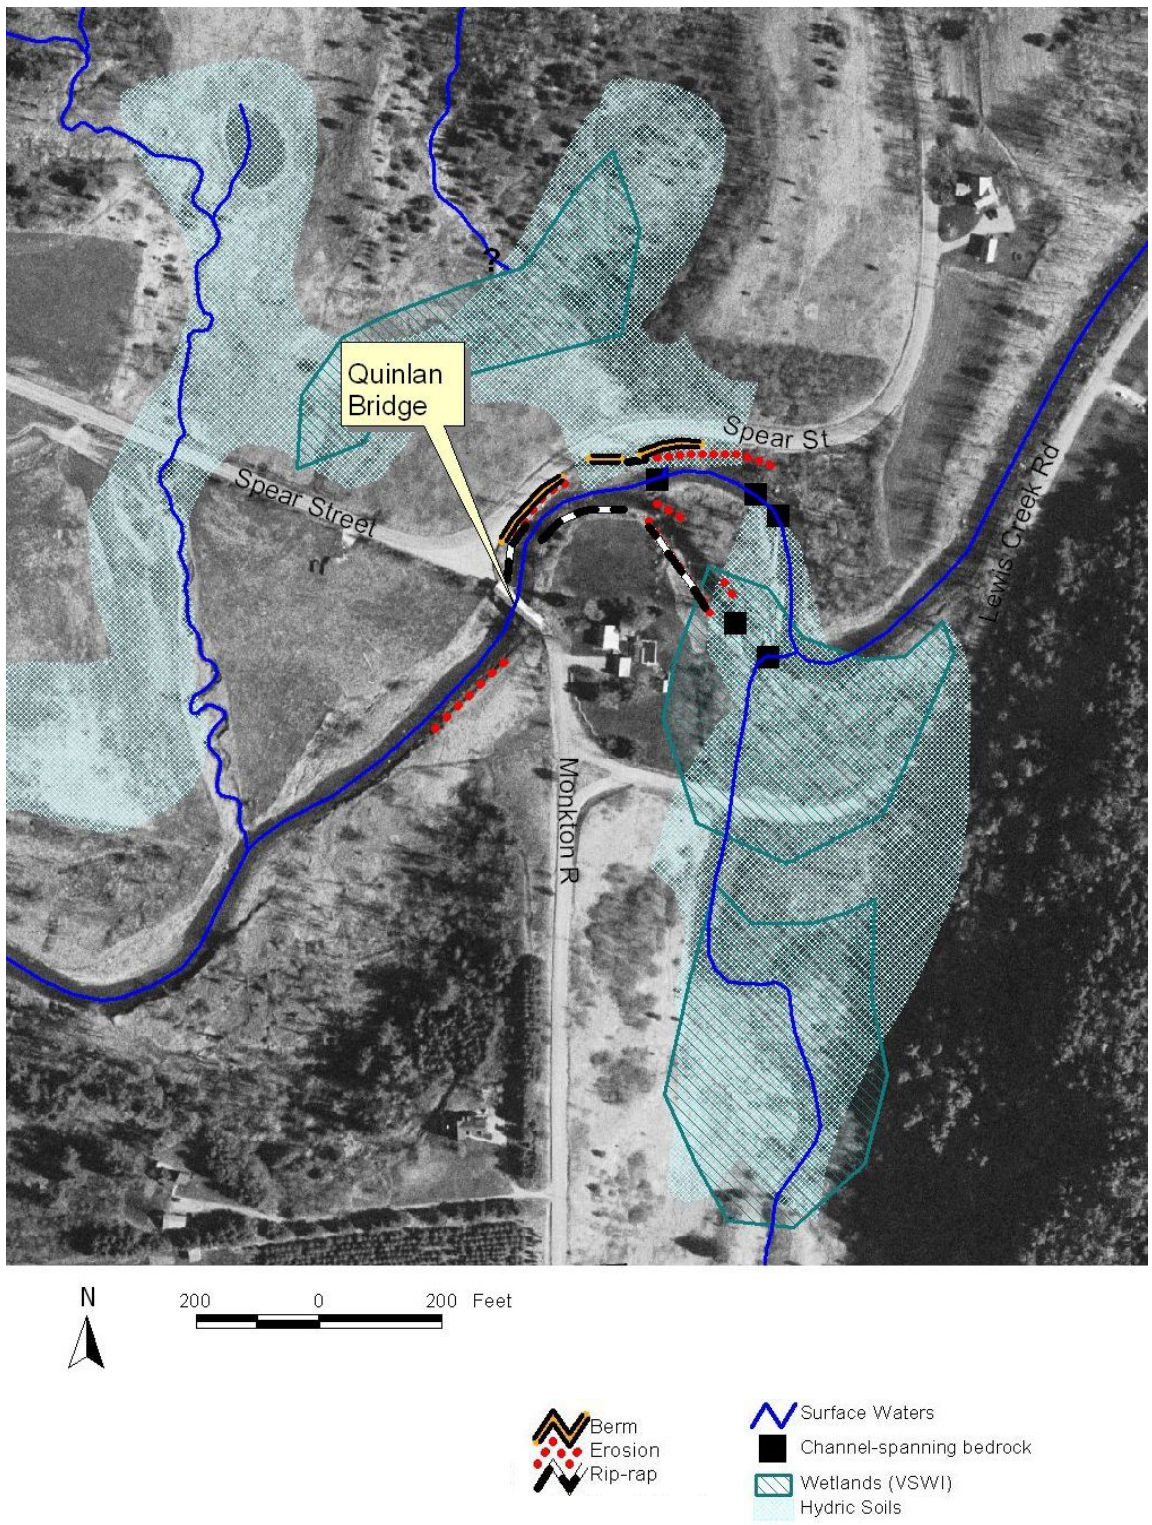 ?
Quinlan
Bridge
Spear St
Spear Street
Lewis Creek Rd
Monkton R
N
200 0 200 Feet
Berm
Erosion
Rip-rap
Surface Waters
Channel-spanning bedrock
Wetlands (VSWI)
Hydric Soils